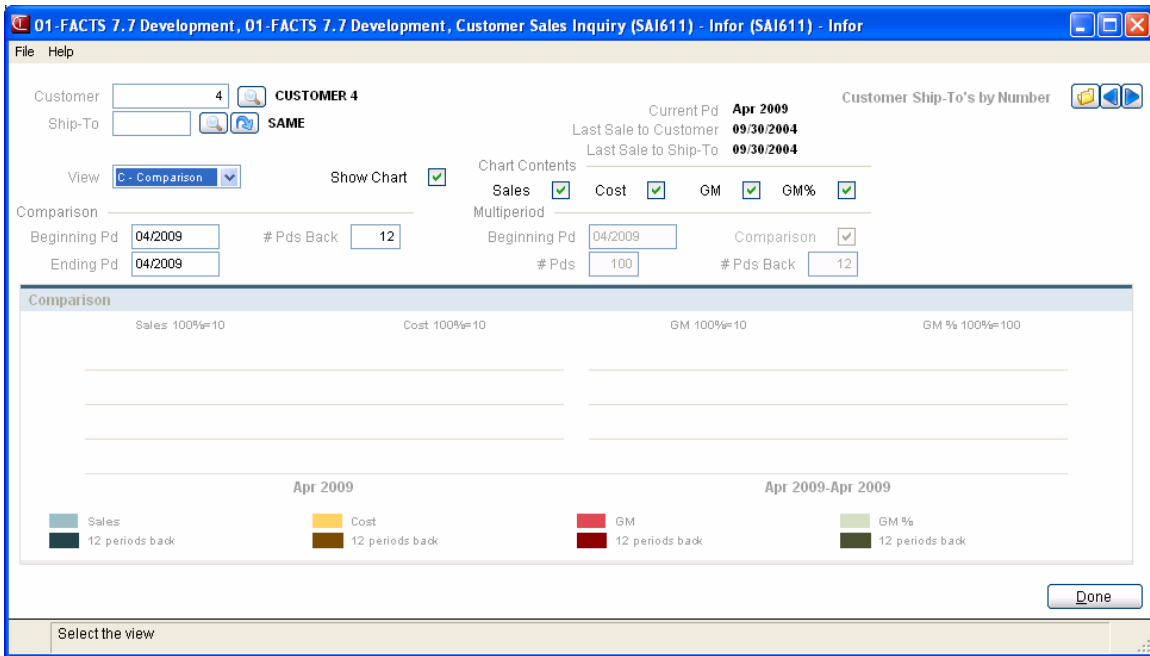 01-FACTS 7.7 Development, 01-FACTS 7.7 Development, Customer Sales Inquiry (SAI611) - Infor (SAI611) - Infor
File Help
Customer 4 CUSTOMER 4
Customer Ship-To's by Number
Current Pd Apr 2009
Ship-To SAME
Last Sale to Customer 09/30/2004
Last Sale to Ship-To 09/30/2004
View C - Comparison Show Chart
Chart Contents
Sales Cost GM GM%
Comparison
Beginning Pd 04/2009 # Pds Back 12
Ending Pd 04/2009
Multiperiod
Beginning Pd 04/2009 Comparison
# Pds 100 # Pds Back 12
Comparison
Sales 100%=10 Cost 100%=10 GM 100%=10 GM % 100%=100
Apr 2009 Apr 2009-Apr 2009
Sales Cost GM GM %
12 periods back 12 periods back 12 periods back 12 periods back
Done
Select the view